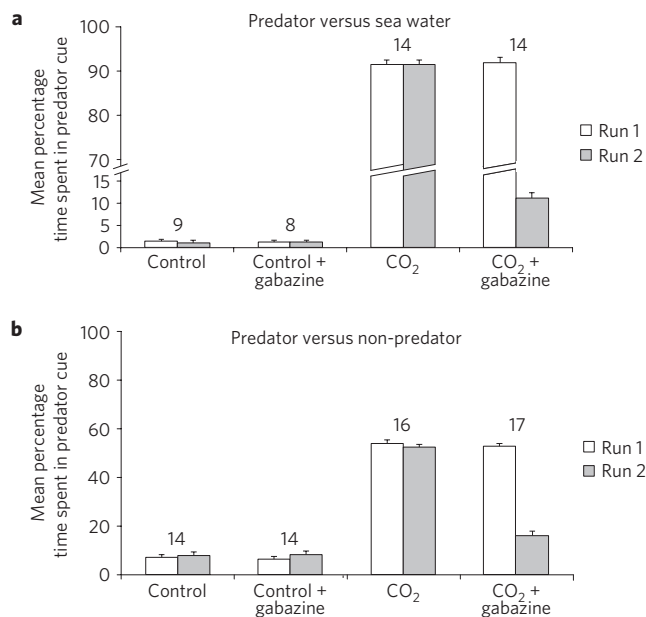 a
Predator versus sea water
Mean percentage
time spent in predator cue
100
90
80
70
15
10
5
0
9
8
14
14
Control
Control +
gabazine
CO₂
CO₂ +
gabazine
Run 1
Run 2
b
Predator versus non-predator
Mean percentage
time spent in predator cue
100
80
60
40
20
0
14
14
16
17
Control
Control +
gabazine
CO₂
CO₂ +
gabazine
Run 1
Run 2